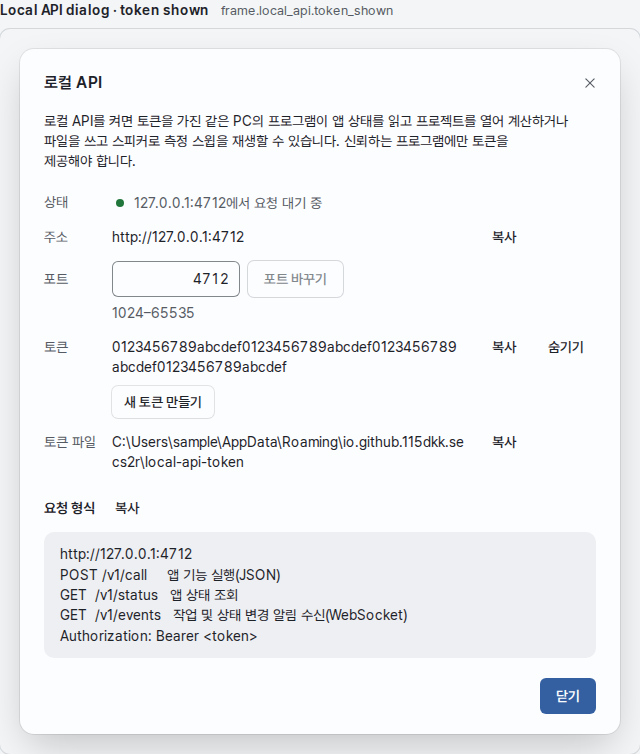 Local API dialog · token shown frame.local_api.token_shown
로컬 API
로컬 API를 켜면 토큰을 가진 같은 PC의 프로그램이 앱 상태를 읽고 프로젝트를 열어 계산하거나
파일을 쓰고 스피커로 측정 스윕을 재생할 수 있습니다. 신뢰하는 프로그램에만 토큰을
제공해야 합니다.
상태 127.0.0.1:4712에서 요청 대기 중
주소 http://127.0.0.1:4712 복사
포트 4712 포트 바꾸기
1024–65535
토큰 0123456789abcdef0123456789abcdef0123456789 복사 숨기기
abcdef0123456789abcdef
새 토큰 만들기
토큰 파일 C:\Users\sample\AppData\Roaming\io.github.115dkk.se 복사
cs2r\local-api-token
요청 형식 복사
http://127.0.0.1:4712
POST /v1/call 앱 기능 실행(JSON)
GET /v1/status 앱 상태 조회
GET /v1/events 작업 및 상태 변경 알림 수신(WebSocket)
Authorization: Bearer <token>
닫기